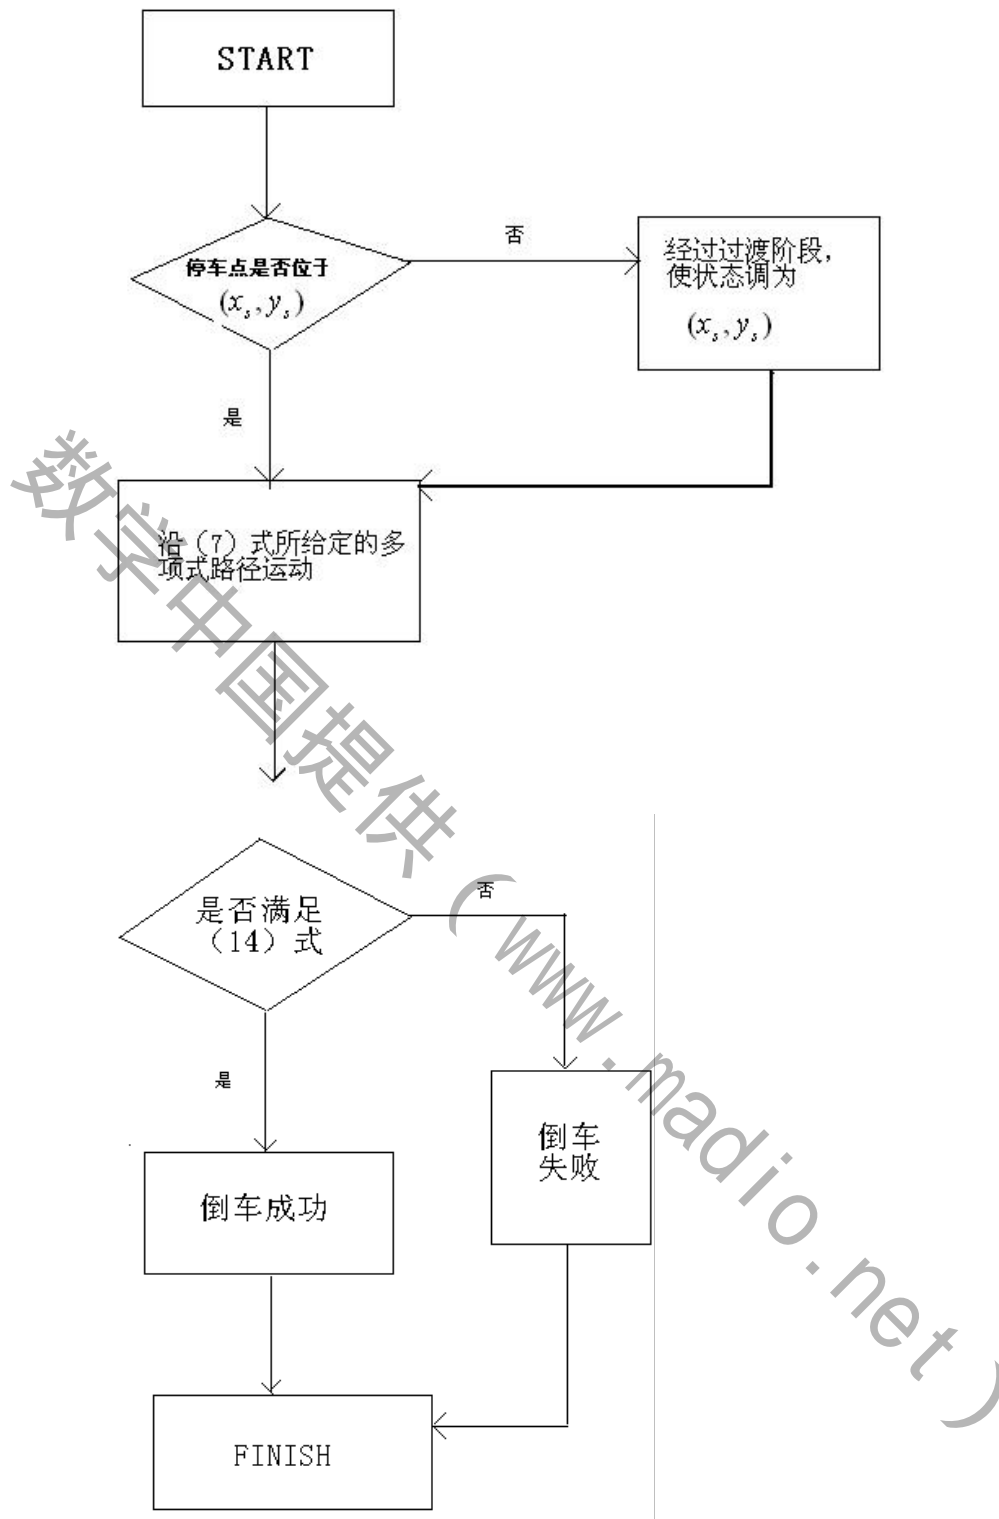 START
停车点是否位于
(x_s, y_s)
否
经过过渡阶段，
使状态调为
(x_s, y_s)
是
沿（7）式所给定的多
项式路径运动
是否满足
（14）式
否
是
倒车
失败
倒车成功
FINISH
数学中国提供（www.madio.net）